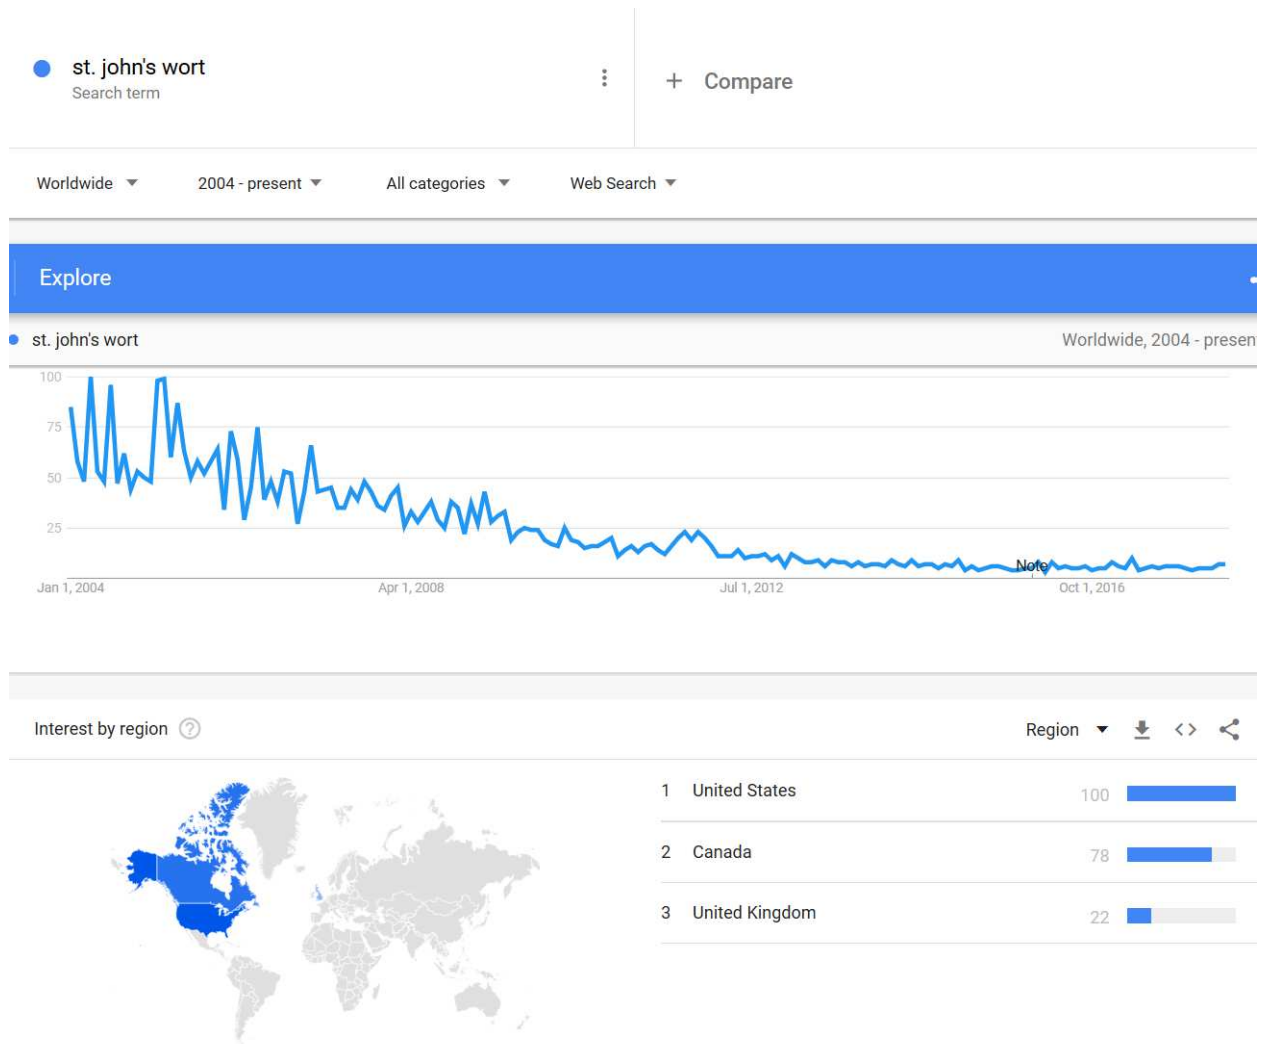 st. john's wort
Search term
+ Compare
Worldwide
2004 - present
All categories
Web Search
Explore
st. john's wort
Worldwide, 2004 - presen
100
75
50
25
Note
Jan 1, 2004
Apr 1, 2008
Jul 1, 2012
Oct 1, 2016
Interest by region ?
Region
1 United States 100
2 Canada 78
3 United Kingdom 22